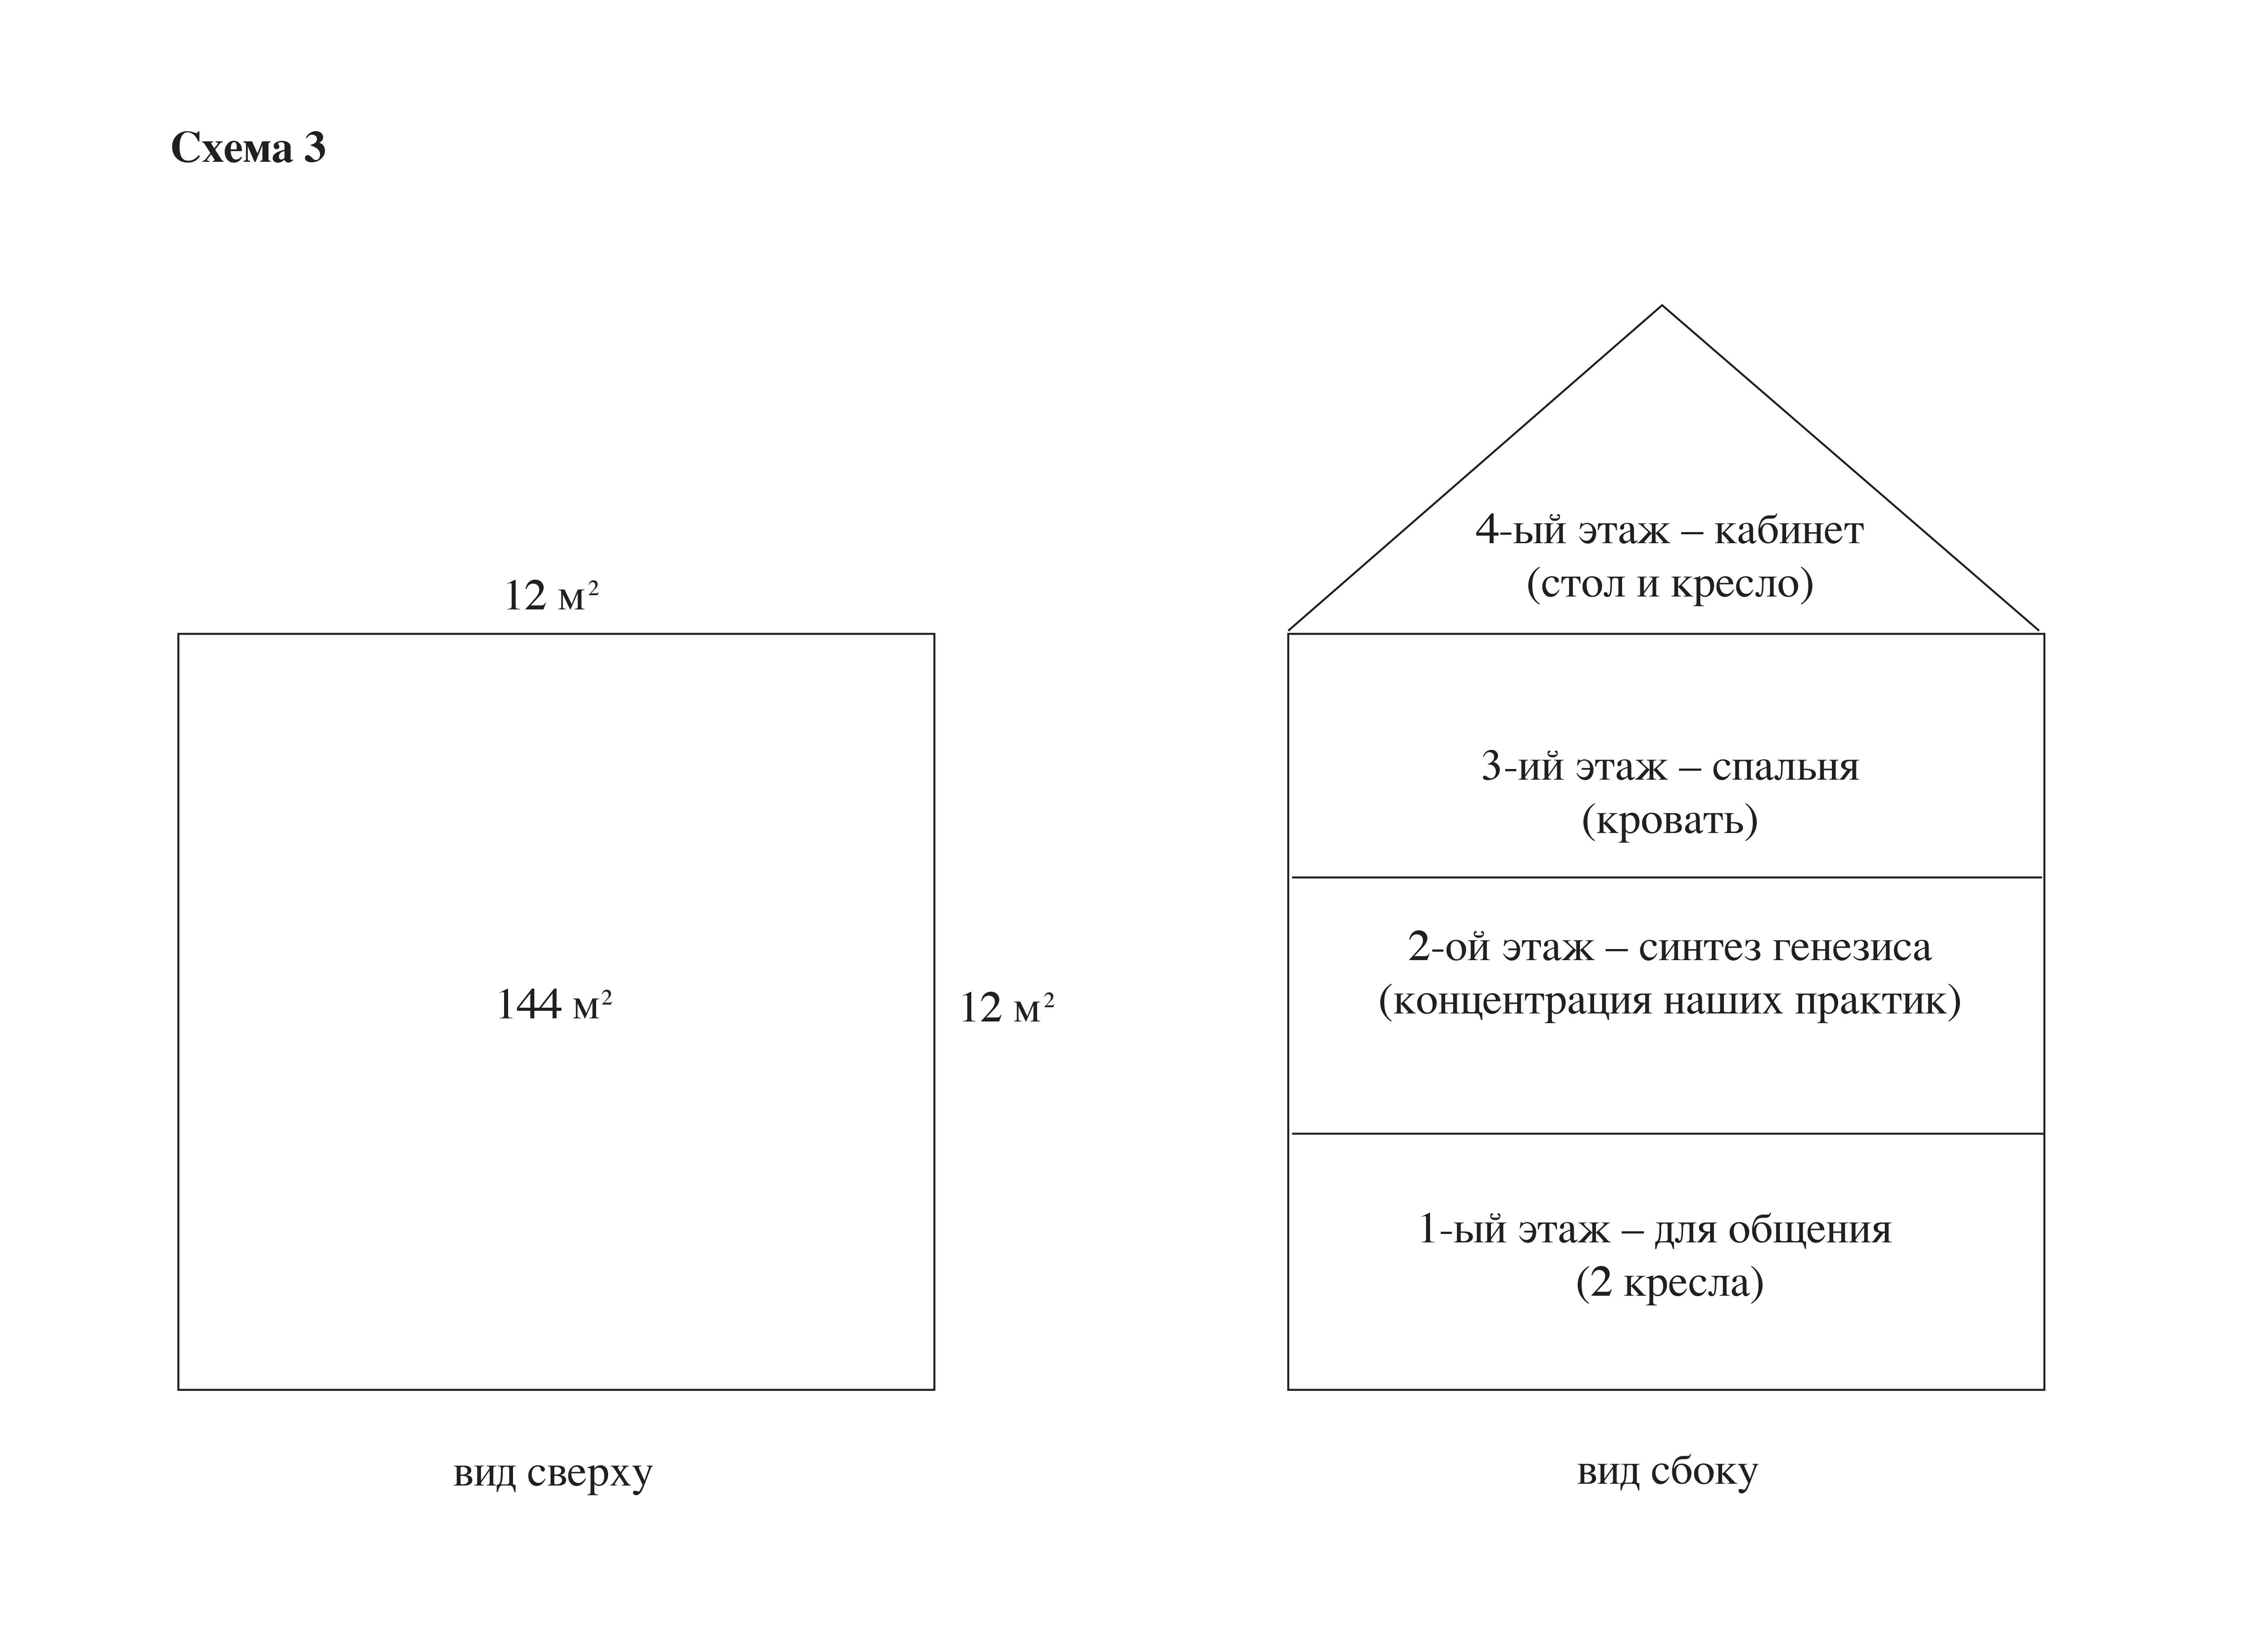 Схема 3
12 м²
144 м²
12 м²
вид сверху
4-ый этаж – кабинет
(стол и кресло)
3-ий этаж – спальня
(кровать)
2-ой этаж – синтез генезиса
(концентрация наших практик)
1-ый этаж – для общения
(2 кресла)
вид сбоку